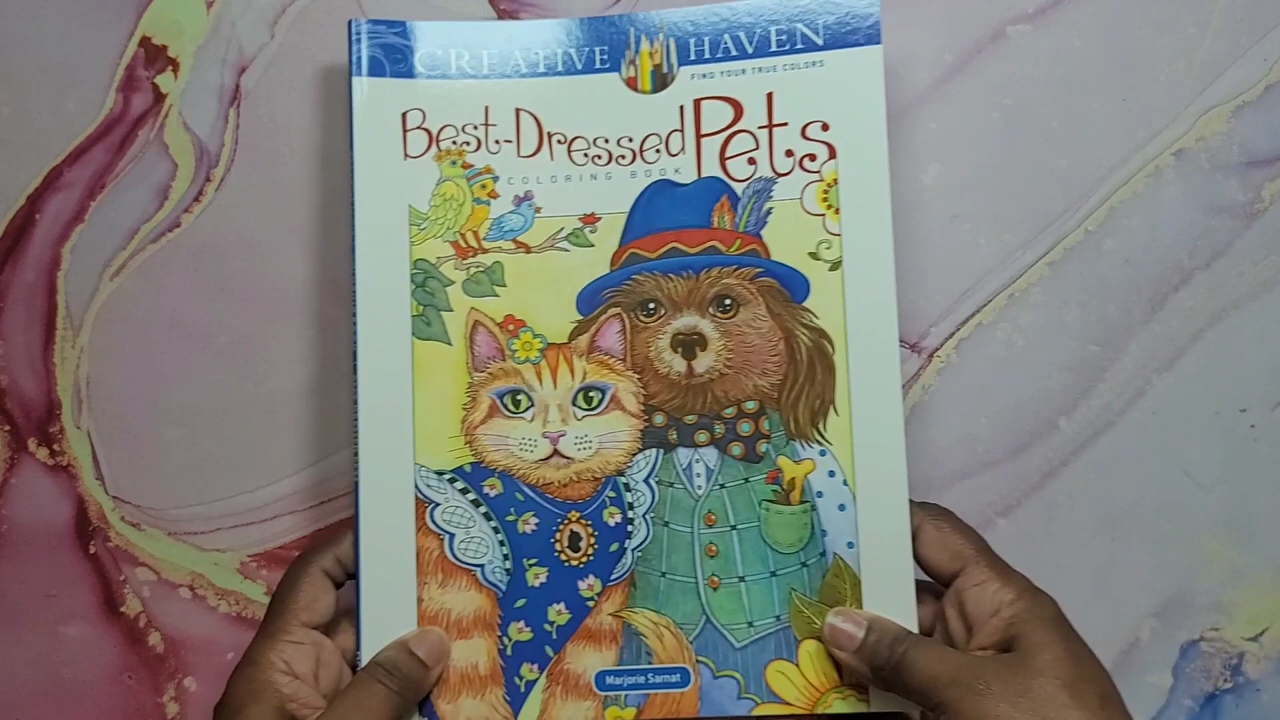 CREATIVE HAVEN
FIND YOUR TRUE COLORS
Best-Dressed Pets
COLORING BOOK
Marjorie Sarnat